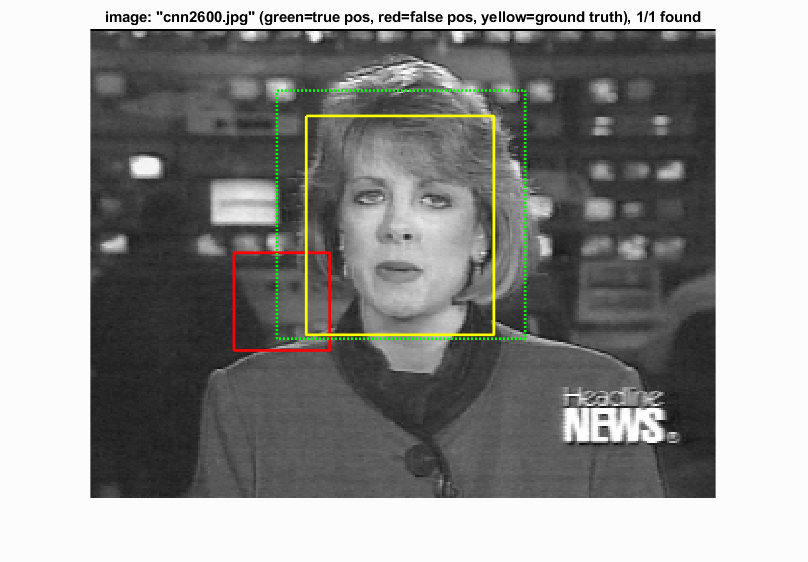 image: "cnn2600.jpg" (green=true pos, red=false pos, yellow=ground truth), 1/1 found
Headline
NEWS.